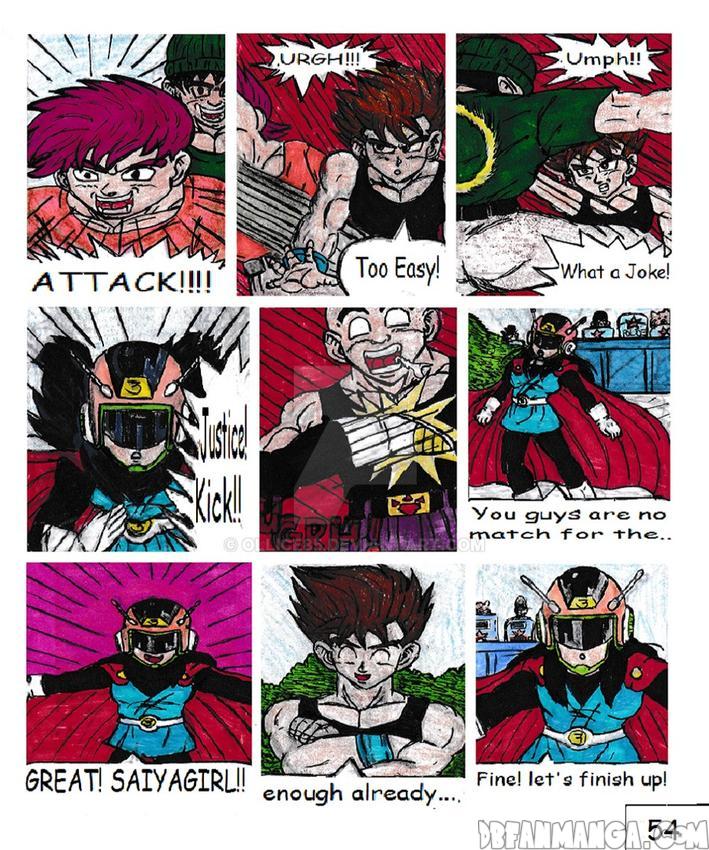 URGH!!!
Umph!!
ATTACK!!!!
Too Easy!
What a Joke!
3
Justice!
Kick!!
You guys are no
match for the..
GREAT! SAIYAGIRL!!
enough already....
Fine! let's finish up!
54
DBFANMANGA.COM